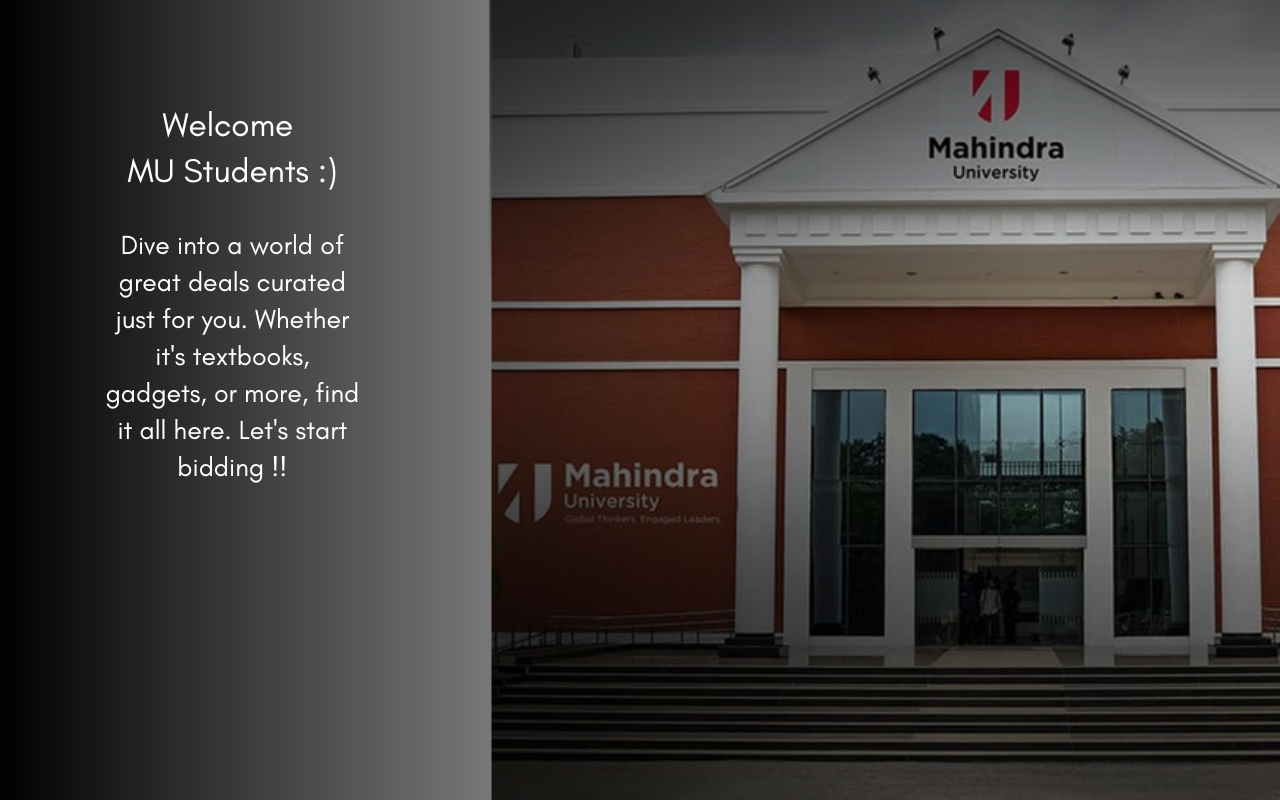 Welcome
MU Students :)
Dive into a world of
great deals curated
just for you. Whether
it's textbooks,
gadgets, or more, find
it all here. Let's start
bidding !!
Mahindra
University
Mahindra
University
Global Thinkers. Engaged Leaders.